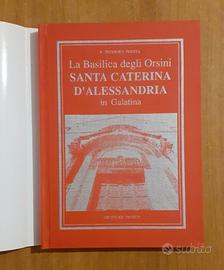 La Basilica degli Orsini
SANTA CATERINA
D'ALESSANDRIA
in Galatina
subito